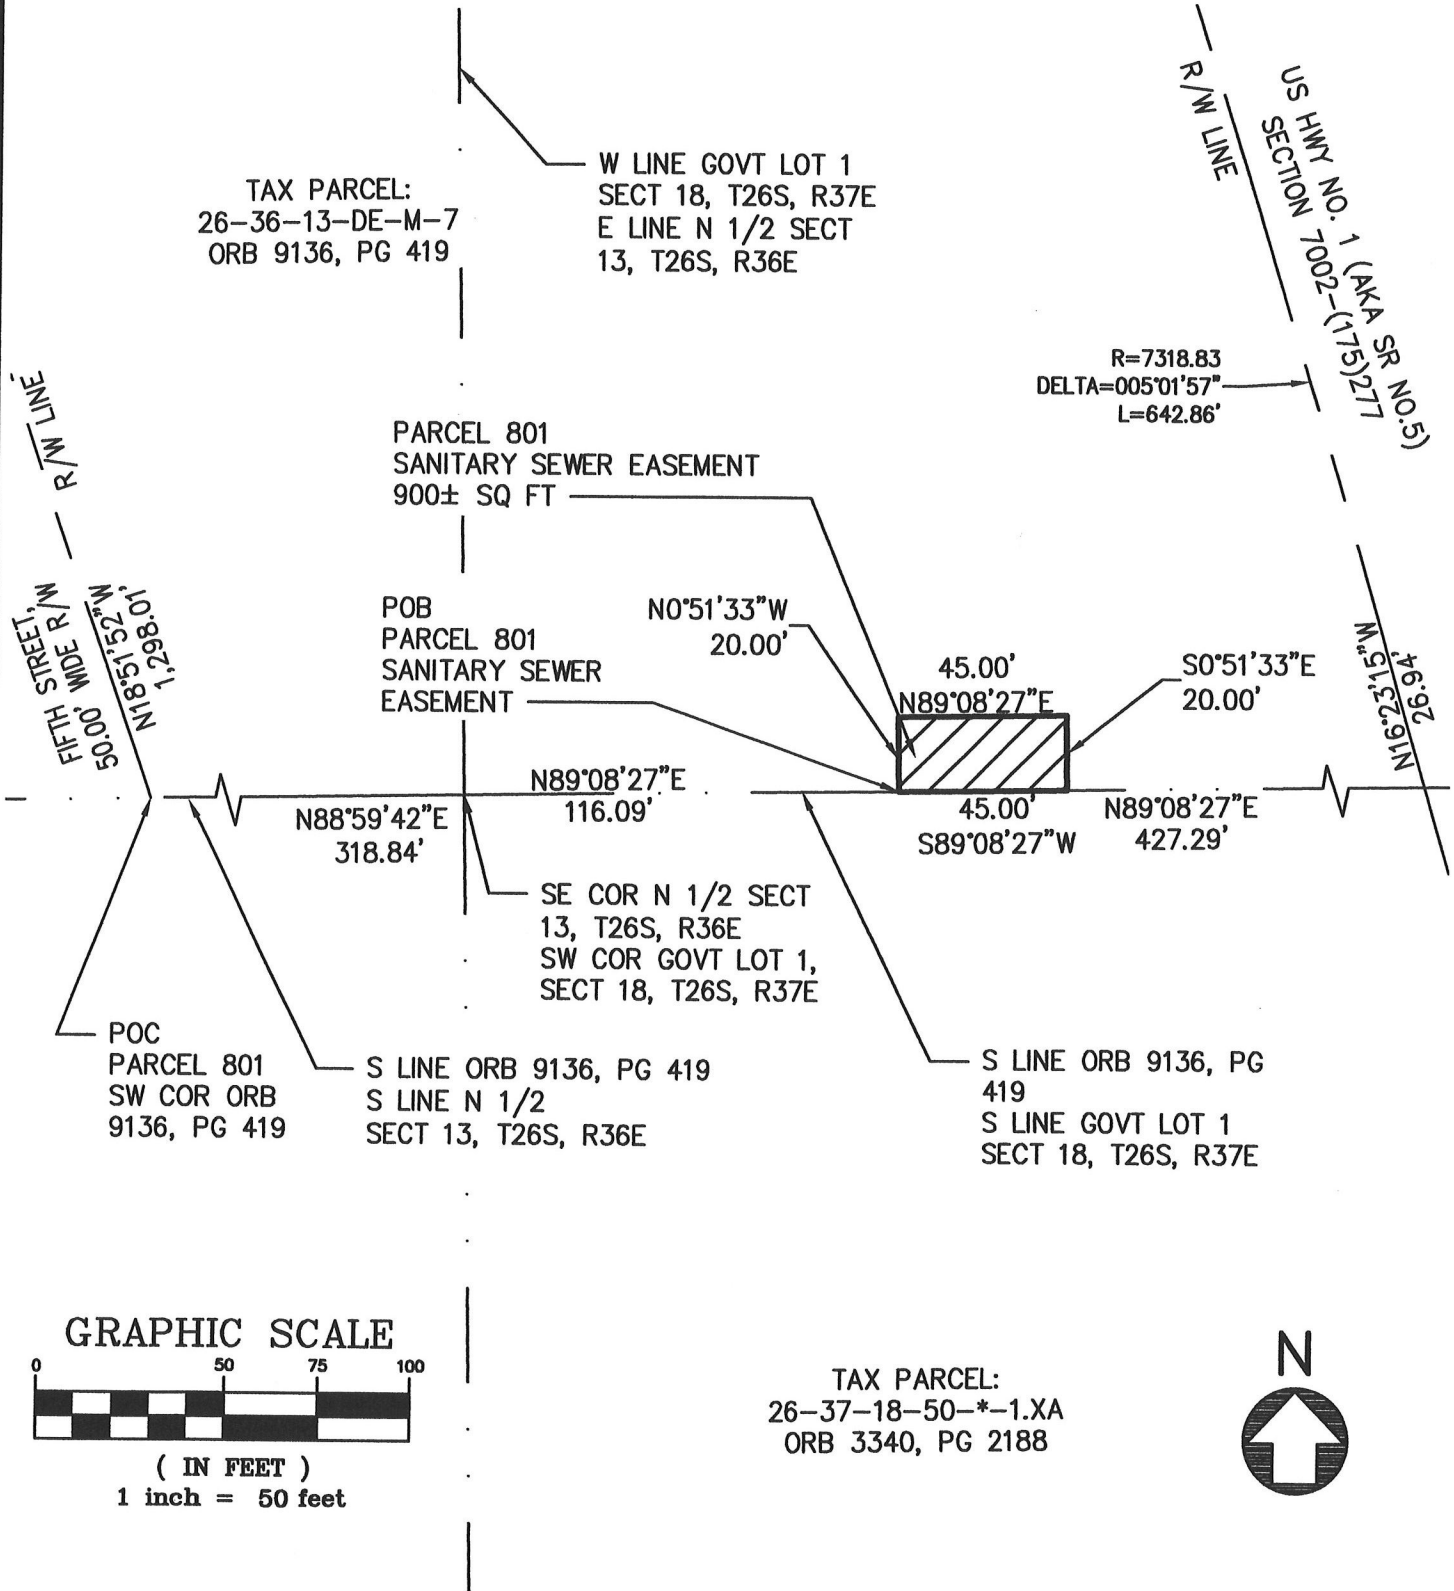 W LINE GOVT LOT 1
SECT 18, T26S, R37E
E LINE N 1/2 SECT
13, T26S, R36E
TAX PARCEL:
26-36-13-DE-M-7
ORB 9136, PG 419
R/W LINE
US HWY NO. 1 (AKA SR NO.5)
SECTION 7002-(175)277
R=7318.83
DELTA=005°01'57"
L=642.86'
R/W LINE
PARCEL 801
SANITARY SEWER EASEMENT
900± SQ FT
FIFTH STREET,
50.00' WIDE R/W
N18°51'52"W
1,298.01'
POB
PARCEL 801
SANITARY SEWER
EASEMENT
N0°51'33"W
20.00'
45.00'
N89°08'27"E
S0°51'33"E
20.00'
N16°23'15"W
26.94'
N88°59'42"E
318.84'
N89°08'27"E
116.09'
45.00'
S89°08'27"W
N89°08'27"E
427.29'
SE COR N 1/2 SECT
13, T26S, R36E
SW COR GOVT LOT 1,
SECT 18, T26S, R37E
POC
PARCEL 801
SW COR ORB
9136, PG 419
S LINE ORB 9136, PG 419
S LINE N 1/2
SECT 13, T26S, R36E
S LINE ORB 9136, PG
419
S LINE GOVT LOT 1
SECT 18, T26S, R37E
GRAPHIC SCALE
0 50 75 100
( IN FEET )
1 inch = 50 feet
TAX PARCEL:
26-37-18-50-*-1.XA
ORB 3340, PG 2188
N